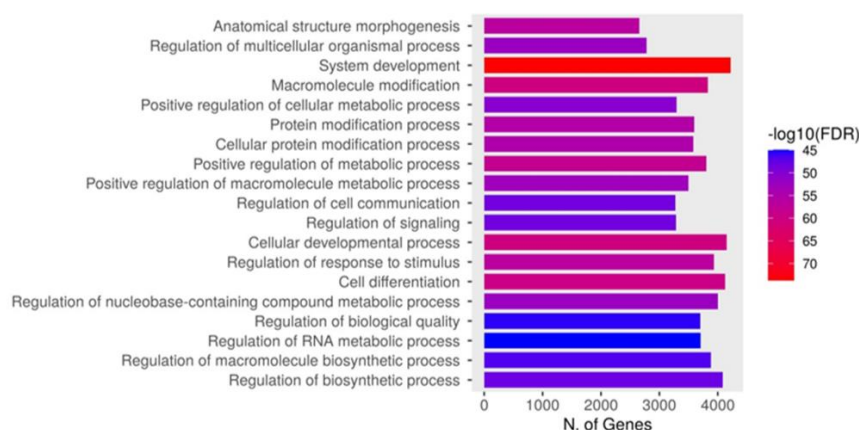 Anatomical structure morphogenesis
Regulation of multicellular organismal process
System development
Macromolecule modification
Positive regulation of cellular metabolic process
Protein modification process
Cellular protein modification process
Positive regulation of metabolic process
Positive regulation of macromolecule metabolic process
Regulation of cell communication
Regulation of signaling
Cellular developmental process
Regulation of response to stimulus
Cell differentiation
Regulation of nucleobase-containing compound metabolic process
Regulation of biological quality
Regulation of RNA metabolic process
Regulation of macromolecule biosynthetic process
Regulation of biosynthetic process
0 1000 2000 3000 4000
N. of Genes
-log10(FDR)
45
50
55
60
65
70